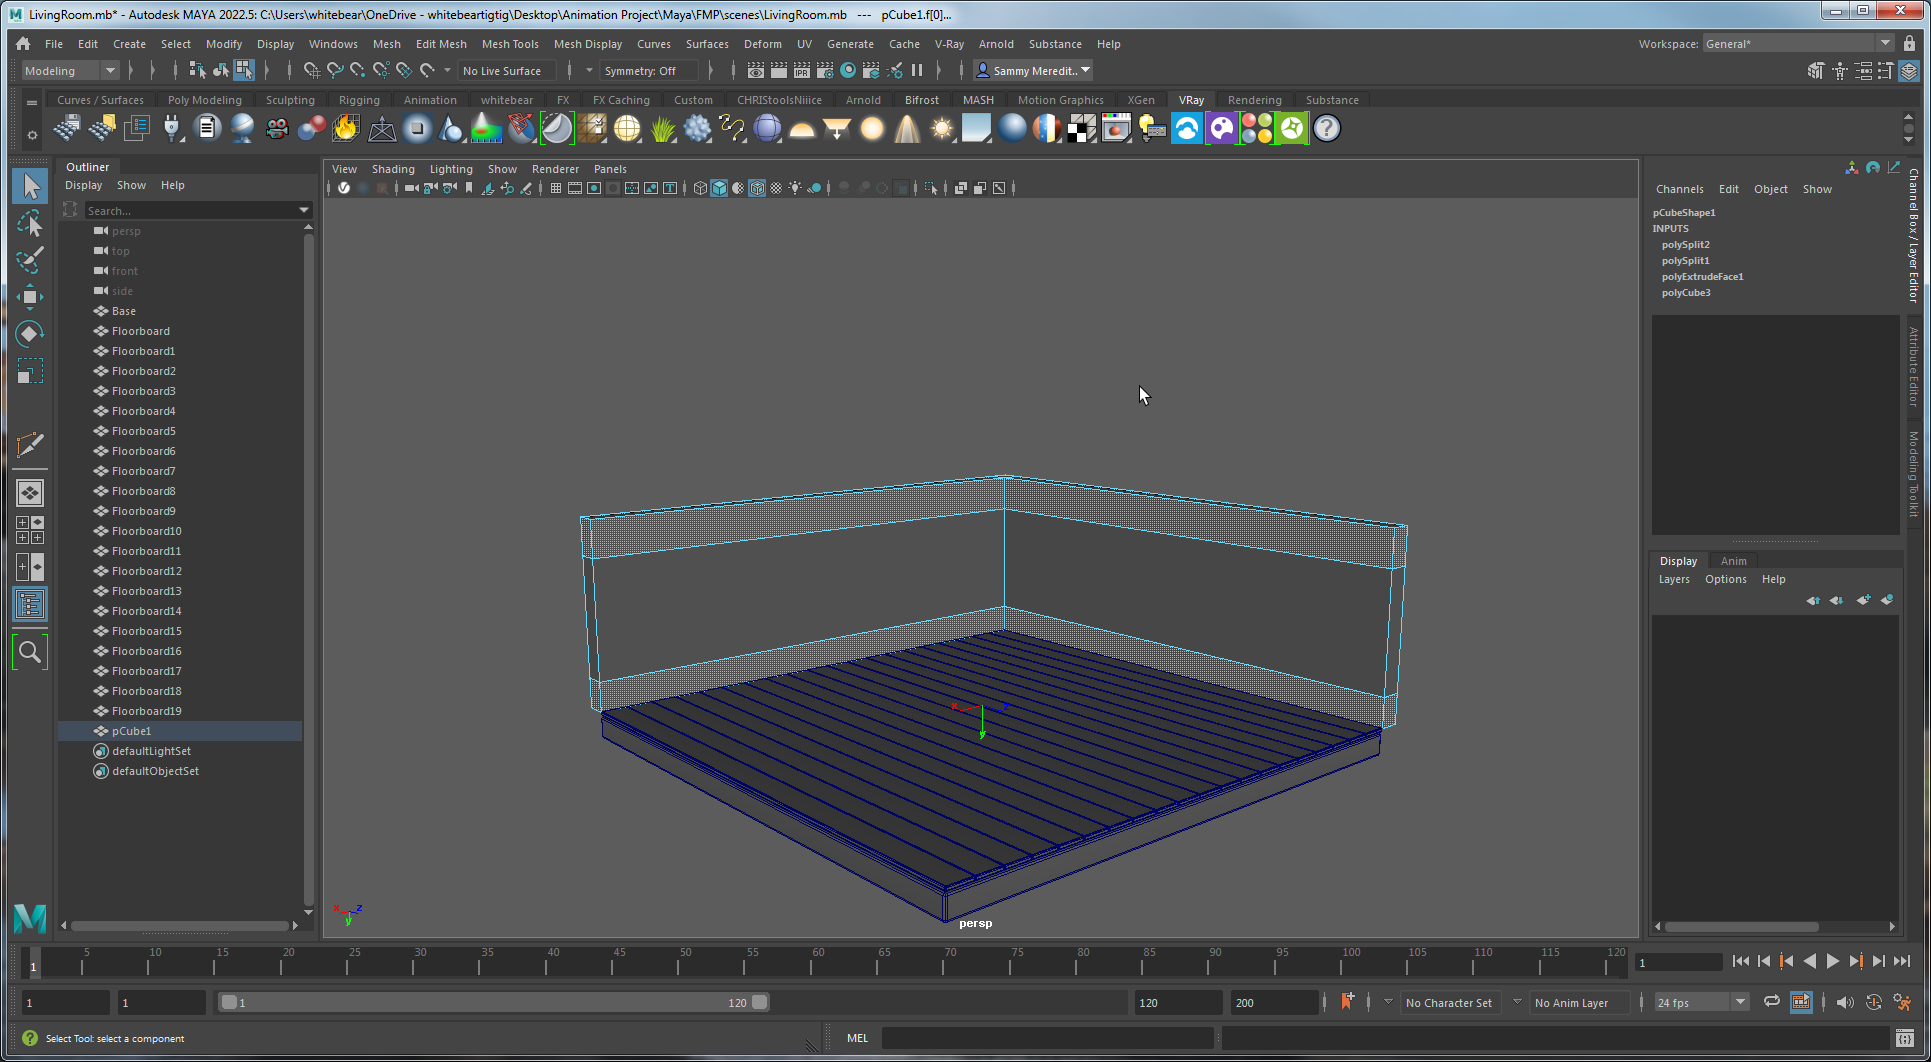 LivingRoom.mb* - Autodesk MAYA 2022.5: C:\Users\whitebear\OneDrive - whitebeartigtig\Desktop\Animation Project\Maya\FMP\scenes\LivingRoom.mb --- pCube1.f[0]...
File Edit Create Select Modify Display Windows Mesh Edit Mesh Mesh Tools Mesh Display Curves Surfaces Deform UV Generate Cache V-Ray Arnold Substance Help
Workspace: General*
Modeling No Live Surface Symmetry: Off IPR Sammy Meredit..
Curves / Surfaces Poly Modeling Sculpting Rigging Animation whitebear FX FX Caching Custom CHRIStoolsNiiice Arnold Bifrost MASH Motion Graphics XGen VRay Rendering Substance
Outliner
Display Show Help
Search...
persp
top
front
side
Base
Floorboard
Floorboard1
Floorboard2
Floorboard3
Floorboard4
Floorboard5
Floorboard6
Floorboard7
Floorboard8
Floorboard9
Floorboard10
Floorboard11
Floorboard12
Floorboard13
Floorboard14
Floorboard15
Floorboard16
Floorboard17
Floorboard18
Floorboard19
pCube1
defaultLightSet
defaultObjectSet
View Shading Lighting Show Renderer Panels
x
y
z
x
y
z
persp
Channels Edit Object Show
pCubeShape1
INPUTS
polySplit2
polySplit1
polyExtrudeFace1
polyCube3
Channel Box / Layer Editor
Attribute Editor
Modeling Toolkit
Display Anim
Layers Options Help
1 5 10 15 20 25 30 35 40 45 50 55 60 65 70 75 80 85 90 95 100 105 110 115 120
1
1 1 1 120 120 200 No Character Set No Anim Layer 24 fps
Select Tool: select a component
MEL